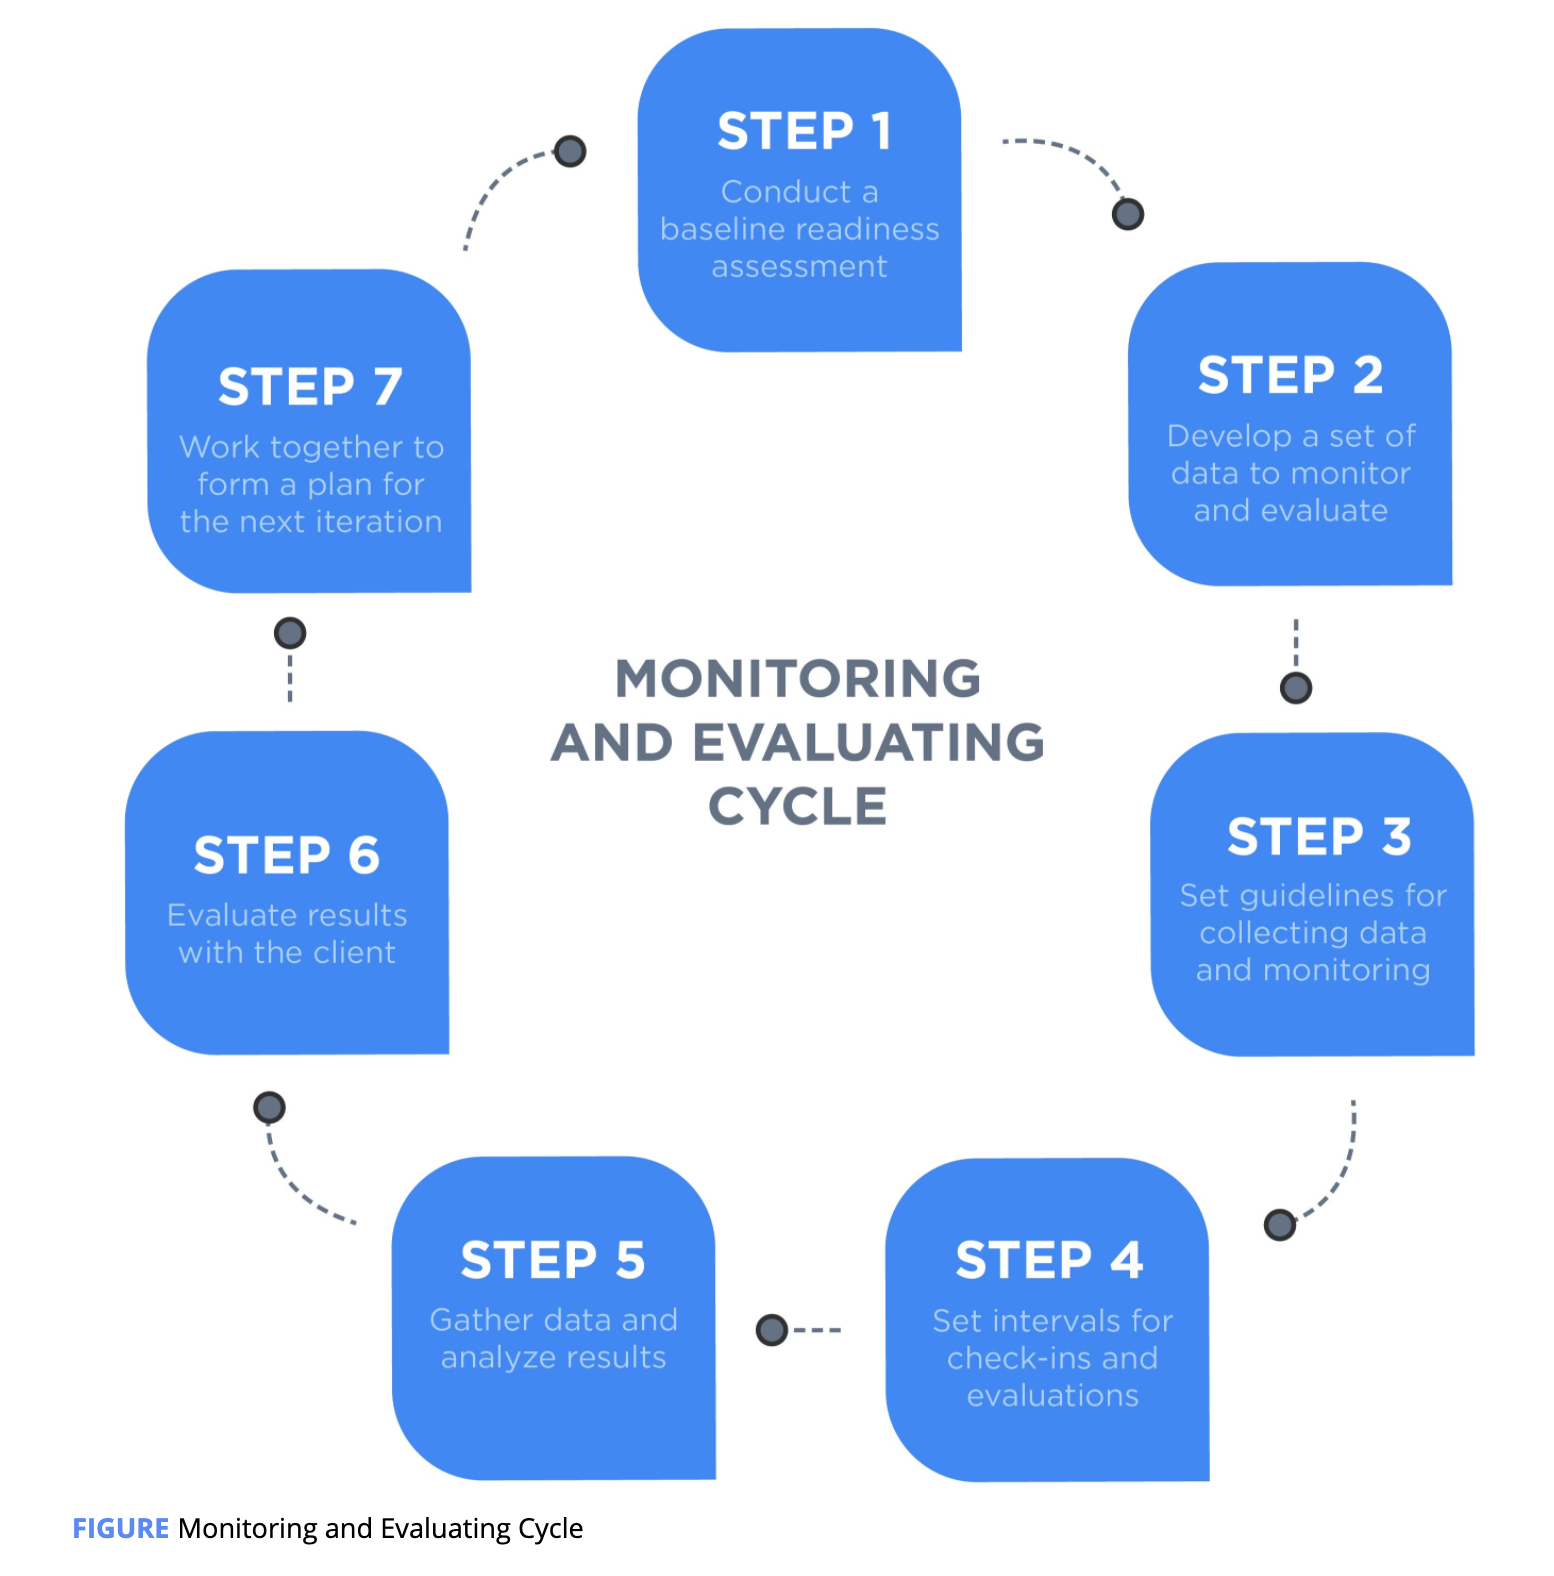 STEP 1
Conduct a
baseline readiness
assessment
STEP 2
Develop a set of
data to monitor
and evaluate
STEP 3
Set guidelines for
collecting data
and monitoring
STEP 4
Set intervals for
check-ins and
evaluations
STEP 5
Gather data and
analyze results
STEP 6
Evaluate results
with the client
STEP 7
Work together to
form a plan for
the next iteration
MONITORING
AND EVALUATING
CYCLE
FIGURE Monitoring and Evaluating Cycle